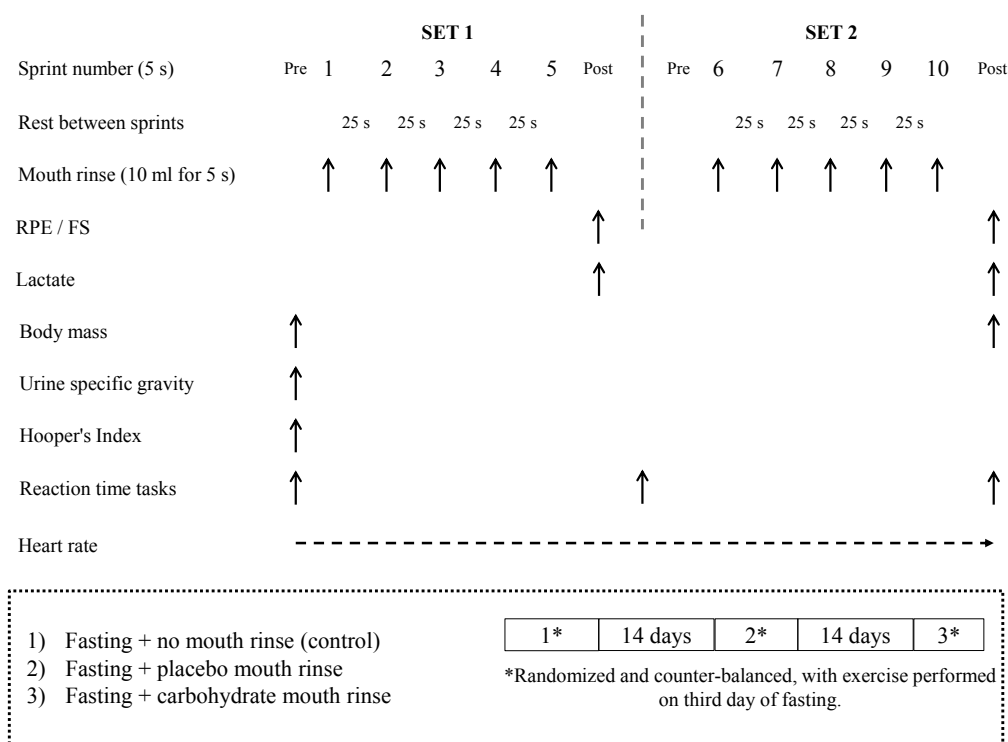 SET 1 SET 2
Sprint number (5 s) Pre 1 2 3 4 5 Post Pre 6 7 8 9 10 Post
Rest between sprints 25 s 25 s 25 s 25 s 25 s 25 s 25 s 25 s
Mouth rinse (10 ml for 5 s)
RPE / FS
Lactate
Body mass
Urine specific gravity
Hooper's Index
Reaction time tasks
Heart rate
1) Fasting + no mouth rinse (control)
2) Fasting + placebo mouth rinse
3) Fasting + carbohydrate mouth rinse
1* 14 days 2* 14 days 3*
*Randomized and counter-balanced, with exercise performed
on third day of fasting.